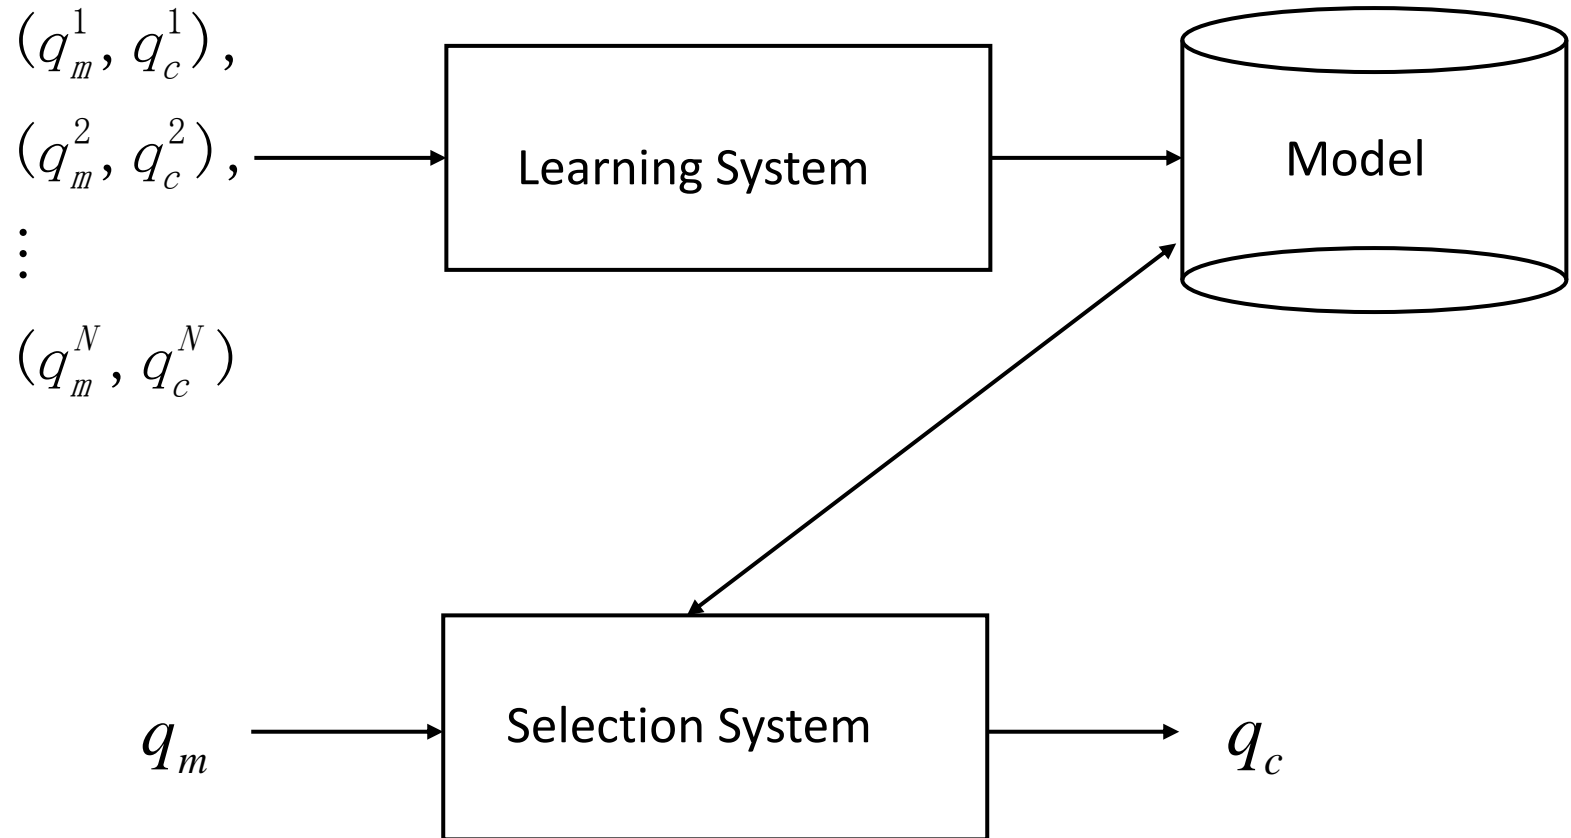 (q_m^1, q_c^1),
(q_m^2, q_c^2),
⋮
(q_m^N, q_c^N)
Learning System
Model
q_m
Selection System
q_c